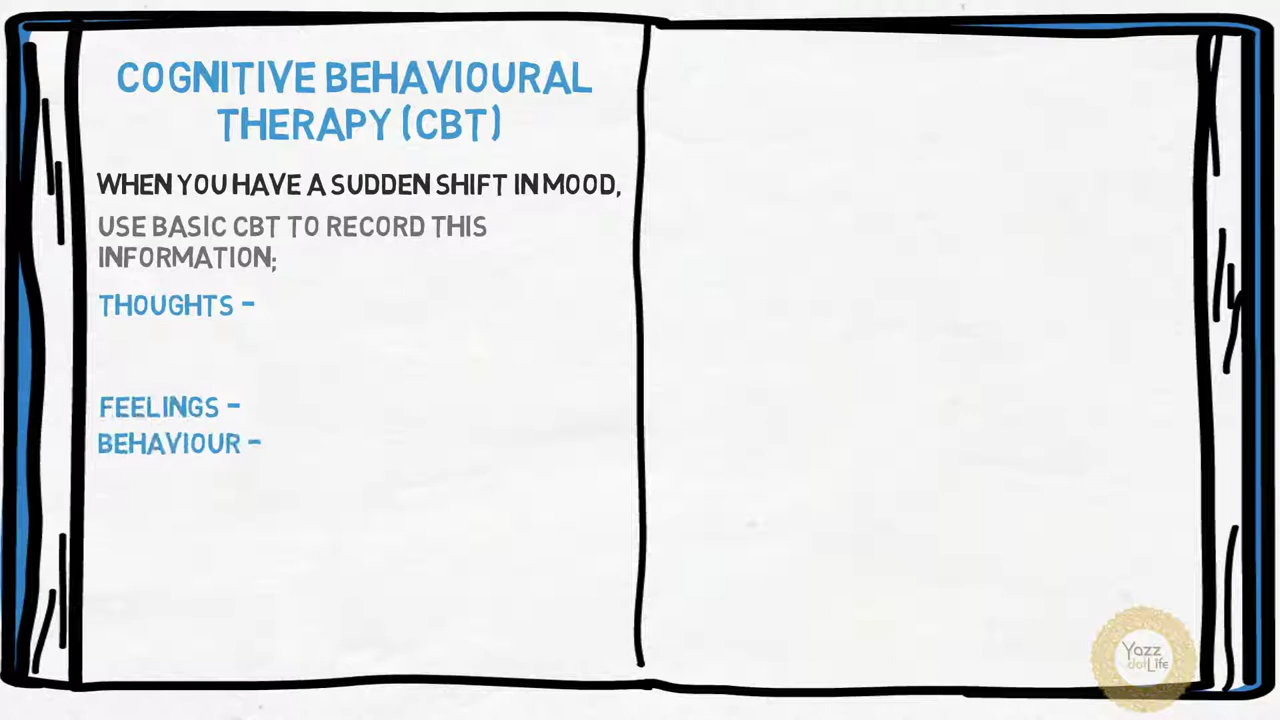 COGNITIVE BEHAVIOURAL
THERAPY (CBT)
WHEN YOU HAVE A SUDDEN SHIFT IN MOOD,
USE BASIC CBT TO RECORD THIS
INFORMATION;
THOUGHTS -
FEELINGS -
BEHAVIOUR -
Yazz
dotLife